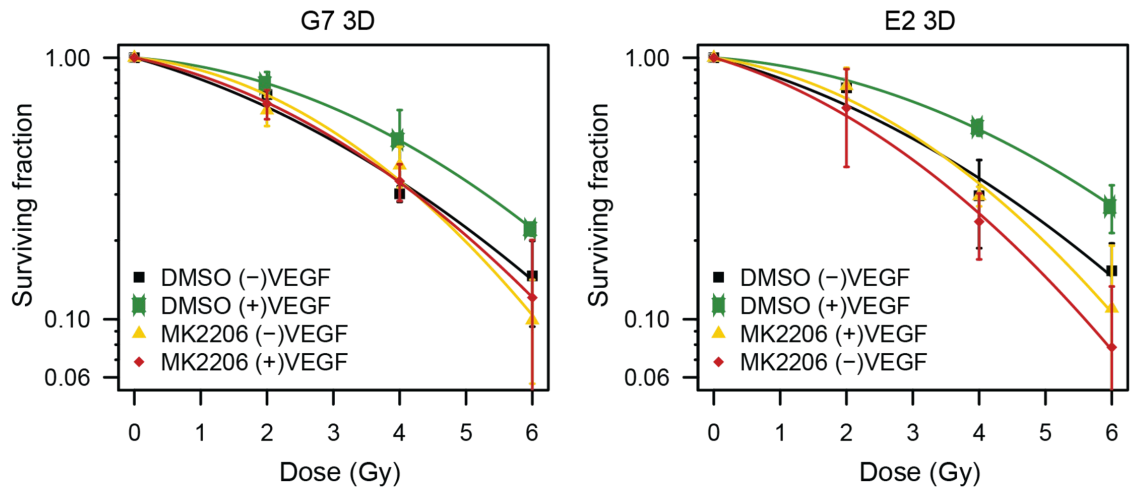 G7 3D
Surviving fraction
1.00
0.10
0.06
DMSO (−)VEGF
DMSO (+)VEGF
MK2206 (−)VEGF
MK2206 (+)VEGF
0 1 2 3 4 5 6
Dose (Gy)
E2 3D
Surviving fraction
1.00
0.10
0.06
DMSO (−)VEGF
DMSO (+)VEGF
MK2206 (+)VEGF
MK2206 (−)VEGF
0 1 2 3 4 5 6
Dose (Gy)